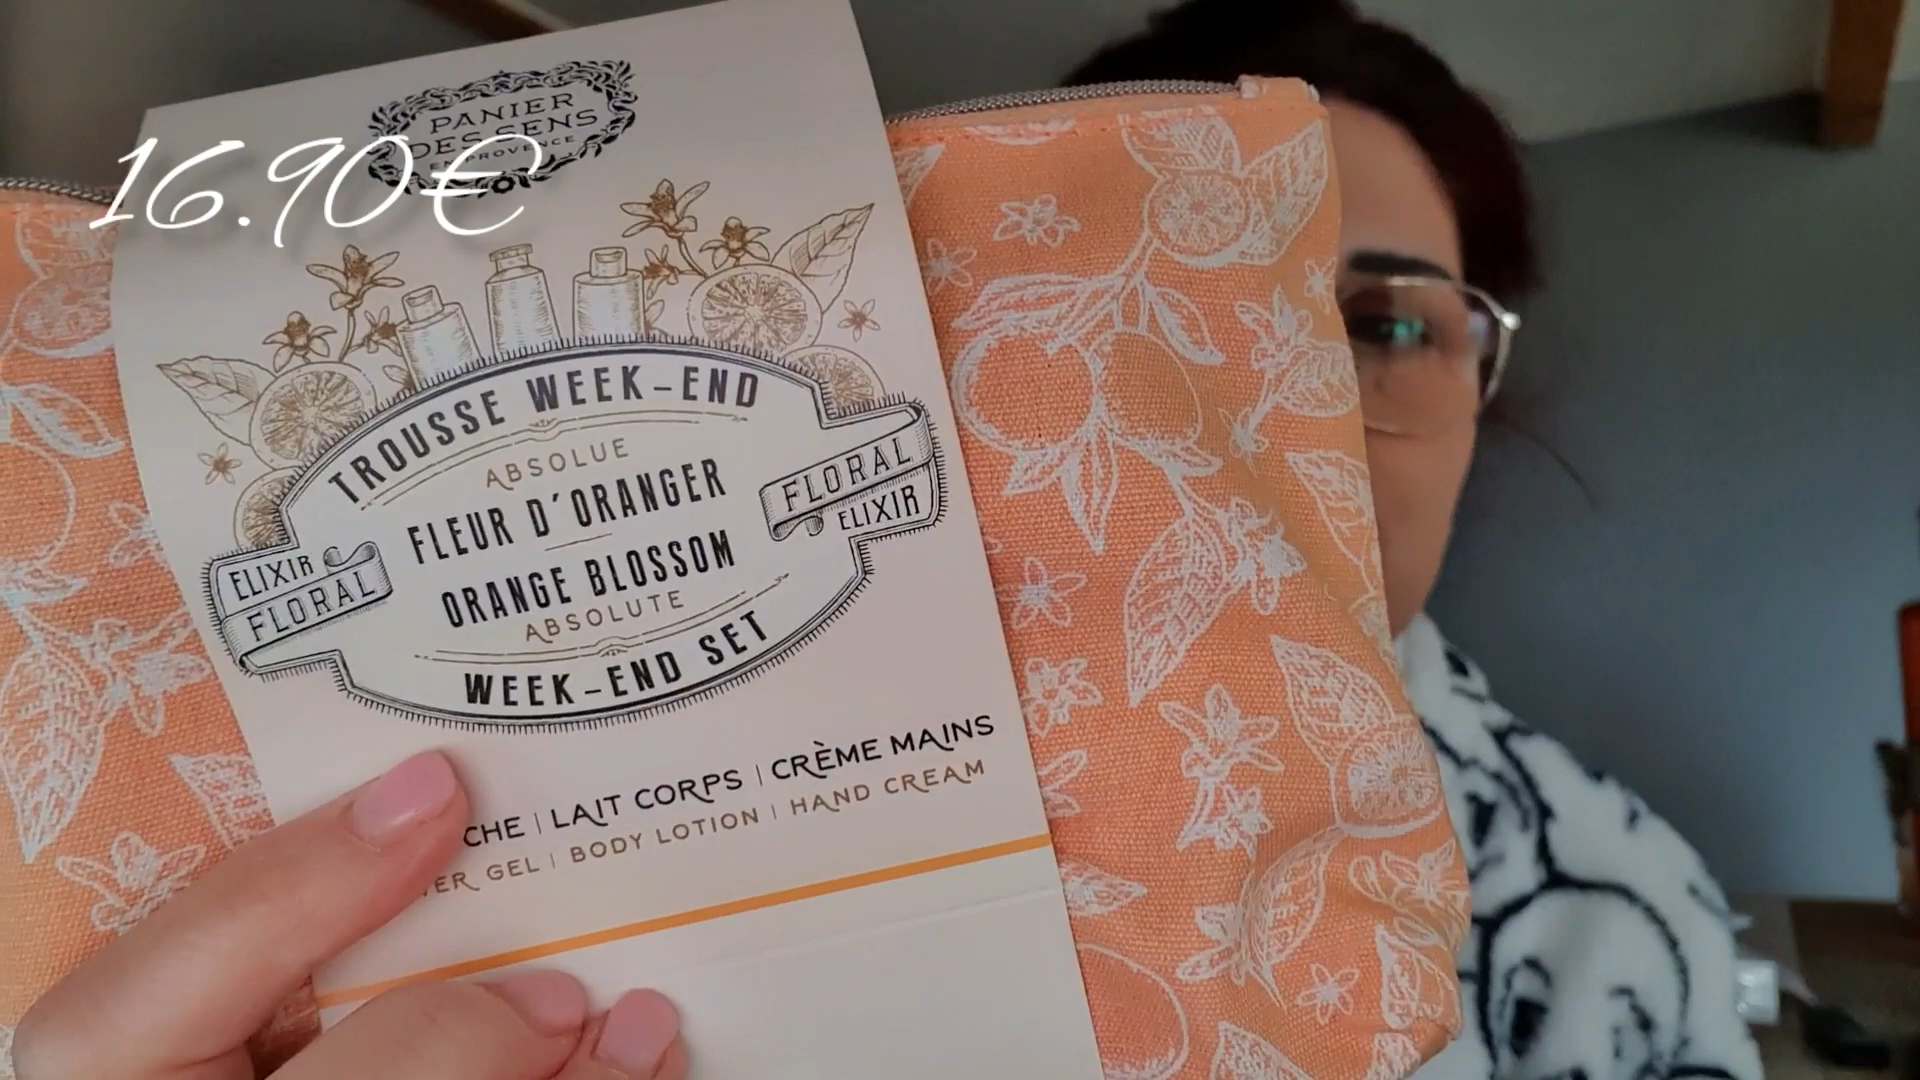 PANIER
DES SENS
EN PROVENCE
16.90€
TROUSSE WEEK-END
ABSOLUE
FLEUR D'ORANGER
FLORAL
ELIXIR
ELIXIR
FLORAL
ORANGE BLOSSOM
ABSOLUTE
WEEK-END SET
CHE | LAIT CORPS | CRÈME MAINS
ER GEL | BODY LOTION | HAND CREAM